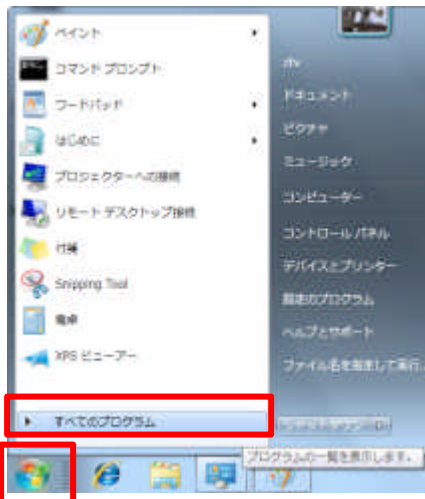 ペイント
コマンド プロンプト
ワードパッド
はじめに
プロジェクターへの接続
リモート デスクトップ接続
付箋
Snipping Tool
電卓
XPS ビューアー
すべてのプログラム
ドキュメント
ピクチャ
ミュージック
コンピューター
コントロール パネル
デバイスとプリンター
既定のプログラム
ヘルプとサポート
ファイル名を指定して実行...
プログラムの一覧を表示します。